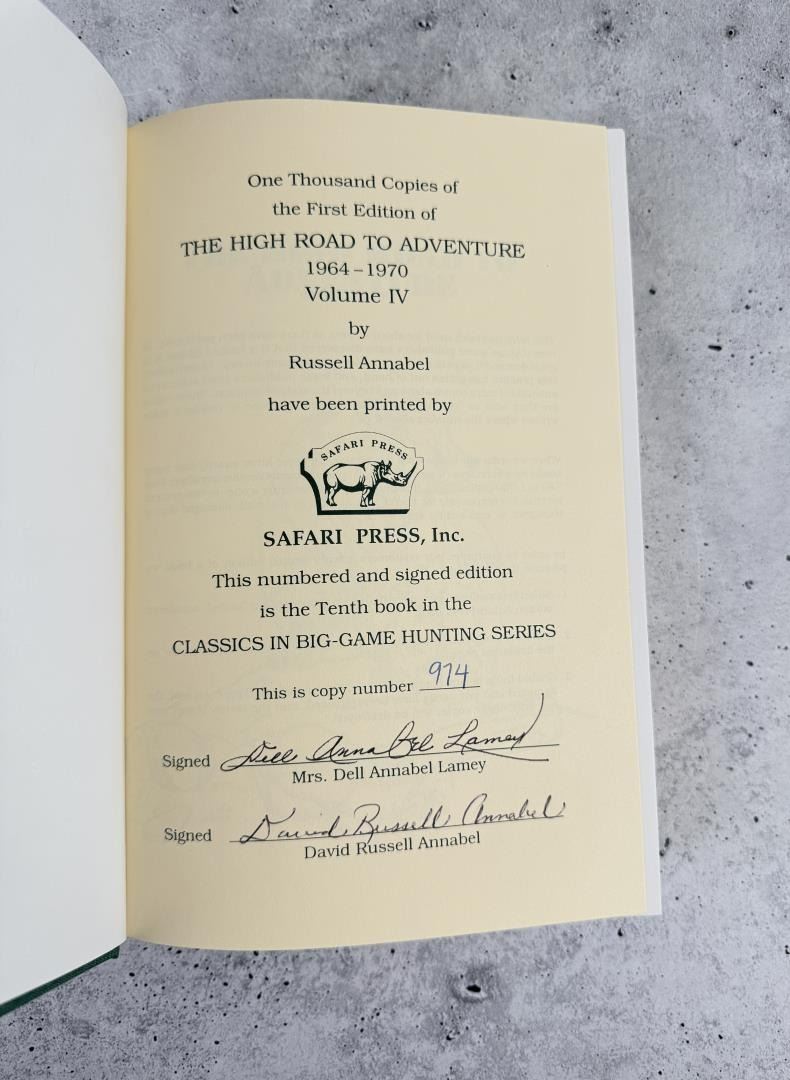 One Thousand Copies of
the First Edition of
THE HIGH ROAD TO ADVENTURE
1964–1970
Volume IV
by
Russell Annabel
have been printed by
SAFARI PRESS
SAFARI PRESS, Inc.
This numbered and signed edition
is the Tenth book in the
CLASSICS IN BIG-GAME HUNTING SERIES
This is copy number 974
Signed Dell Annabel Lamey
Mrs. Dell Annabel Lamey
Signed David Russell Annabel
David Russell Annabel